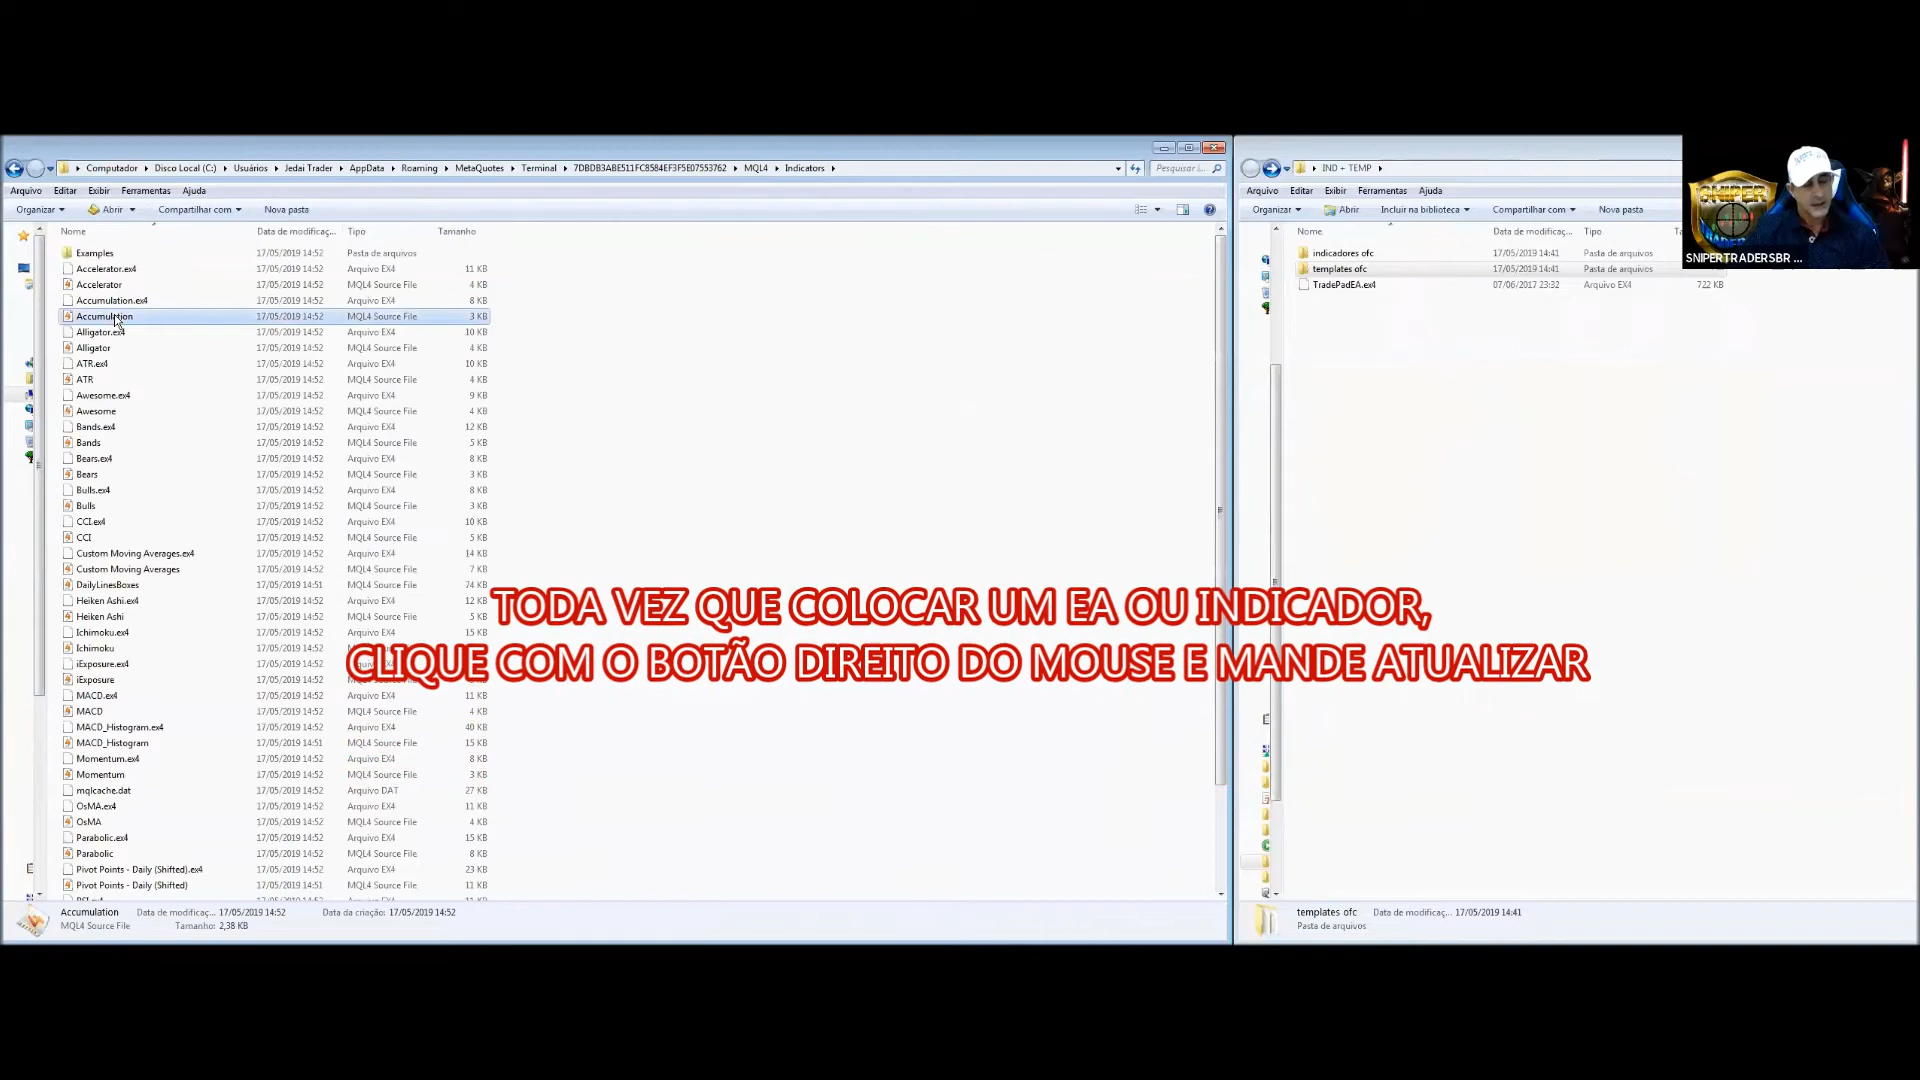 Computador ▸ Disco Local (C:) ▸ Usuários ▸ Jedai Trader ▸ AppData ▸ Roaming ▸ MetaQuotes ▸ Terminal ▸ 7DBDB3ABE511FC8584EF3F5E07553762 ▸ MQL4 ▸ Indicators ▸
Pesquisar I...
Arquivo Editar Exibir Ferramentas Ajuda
Organizar Abrir Compartilhar com Nova pasta
Nome Data de modificaç... Tipo Tamanho
Examples 17/05/2019 14:52 Pasta de arquivos
Accelerator.ex4 17/05/2019 14:52 Arquivo EX4 11 KB
Accelerator 17/05/2019 14:52 MQL4 Source File 4 KB
Accumulation.ex4 17/05/2019 14:52 Arquivo EX4 8 KB
Accumulation 17/05/2019 14:52 MQL4 Source File 3 KB
Alligator.ex4 17/05/2019 14:52 Arquivo EX4 10 KB
Alligator 17/05/2019 14:52 MQL4 Source File 4 KB
ATR.ex4 17/05/2019 14:52 Arquivo EX4 10 KB
ATR 17/05/2019 14:52 MQL4 Source File 4 KB
Awesome.ex4 17/05/2019 14:52 Arquivo EX4 9 KB
Awesome 17/05/2019 14:52 MQL4 Source File 4 KB
Bands.ex4 17/05/2019 14:52 Arquivo EX4 12 KB
Bands 17/05/2019 14:52 MQL4 Source File 5 KB
Bears.ex4 17/05/2019 14:52 Arquivo EX4 8 KB
Bears 17/05/2019 14:52 MQL4 Source File 3 KB
Bulls.ex4 17/05/2019 14:52 Arquivo EX4 8 KB
Bulls 17/05/2019 14:52 MQL4 Source File 3 KB
CCI.ex4 17/05/2019 14:52 Arquivo EX4 10 KB
CCI 17/05/2019 14:52 MQL4 Source File 5 KB
Custom Moving Averages.ex4 17/05/2019 14:52 Arquivo EX4 14 KB
Custom Moving Averages 17/05/2019 14:52 MQL4 Source File 7 KB
DailyLinesBoxes 17/05/2019 14:51 MQL4 Source File 74 KB
Heiken Ashi.ex4 17/05/2019 14:52 Arquivo EX4 12 KB
Heiken Ashi 17/05/2019 14:52 MQL4 Source File 5 KB
Ichimoku.ex4 17/05/2019 14:52 Arquivo EX4 15 KB
Ichimoku 17/05/2019 14:52
iExposure.ex4 17/05/2019 14:52
iExposure 17/05/2019 14:52
MACD.ex4 17/05/2019 14:52 Arquivo EX4 11 KB
MACD 17/05/2019 14:52 MQL4 Source File 4 KB
MACD_Histogram.ex4 17/05/2019 14:52 Arquivo EX4 40 KB
MACD_Histogram 17/05/2019 14:51 MQL4 Source File 15 KB
Momentum.ex4 17/05/2019 14:52 Arquivo EX4 8 KB
Momentum 17/05/2019 14:52 MQL4 Source File 3 KB
mqlcache.dat 17/05/2019 14:52 Arquivo DAT 27 KB
OsMA.ex4 17/05/2019 14:52 Arquivo EX4 11 KB
OsMA 17/05/2019 14:52 MQL4 Source File 4 KB
Parabolic.ex4 17/05/2019 14:52 Arquivo EX4 15 KB
Parabolic 17/05/2019 14:52 MQL4 Source File 8 KB
Pivot Points - Daily (Shifted).ex4 17/05/2019 14:52 Arquivo EX4 23 KB
Pivot Points - Daily (Shifted) 17/05/2019 14:51 MQL4 Source File 11 KB
Accumulation Data de modificaç... 17/05/2019 14:52 Data da criação: 17/05/2019 14:52
MQL4 Source File Tamanho: 2,38 KB
TODA VEZ QUE COLOCAR UM EA OU INDICADOR,
CLIQUE COM O BOTÃO DIREITO DO MOUSE E MANDE ATUALIZAR
IND + TEMP ▸
Arquivo Editar Exibir Ferramentas Ajuda
Organizar Abrir Incluir na biblioteca Compartilhar com Nova pasta
Nome Data de modificaç... Tipo
indicadores ofc 17/05/2019 14:41 Pasta de arquivos
templates ofc 17/05/2019 14:41 Pasta de arquivos
TradePadEA.ex4 07/06/2017 23:32 Arquivo EX4 722 KB
templates ofc Data de modificaç... 17/05/2019 14:41
Pasta de arquivos
SNIPER
SNIPERTRADERSBR ...